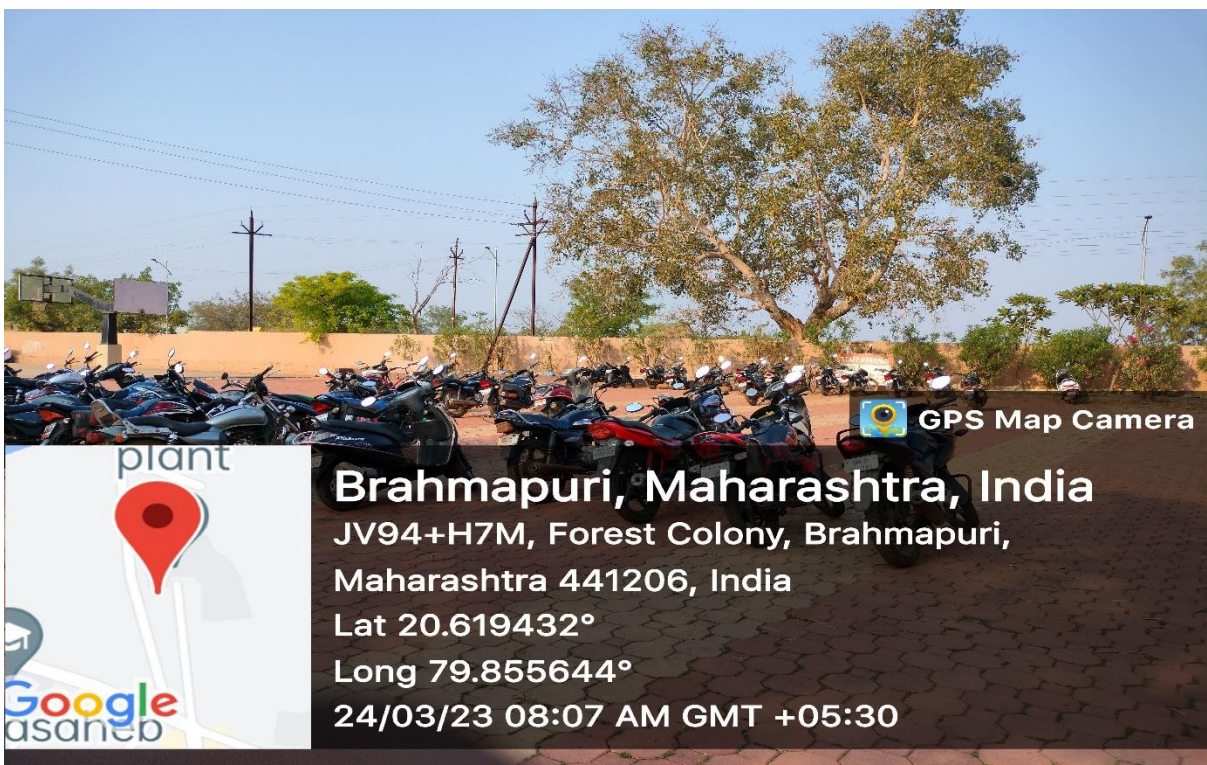 GPS Map Camera
plant
Google
Brahmapuri, Maharashtra, India
JV94+H7M, Forest Colony, Brahmapuri,
Maharashtra 441206, India
Lat 20.619432°
Long 79.855644°
24/03/23 08:07 AM GMT +05:30